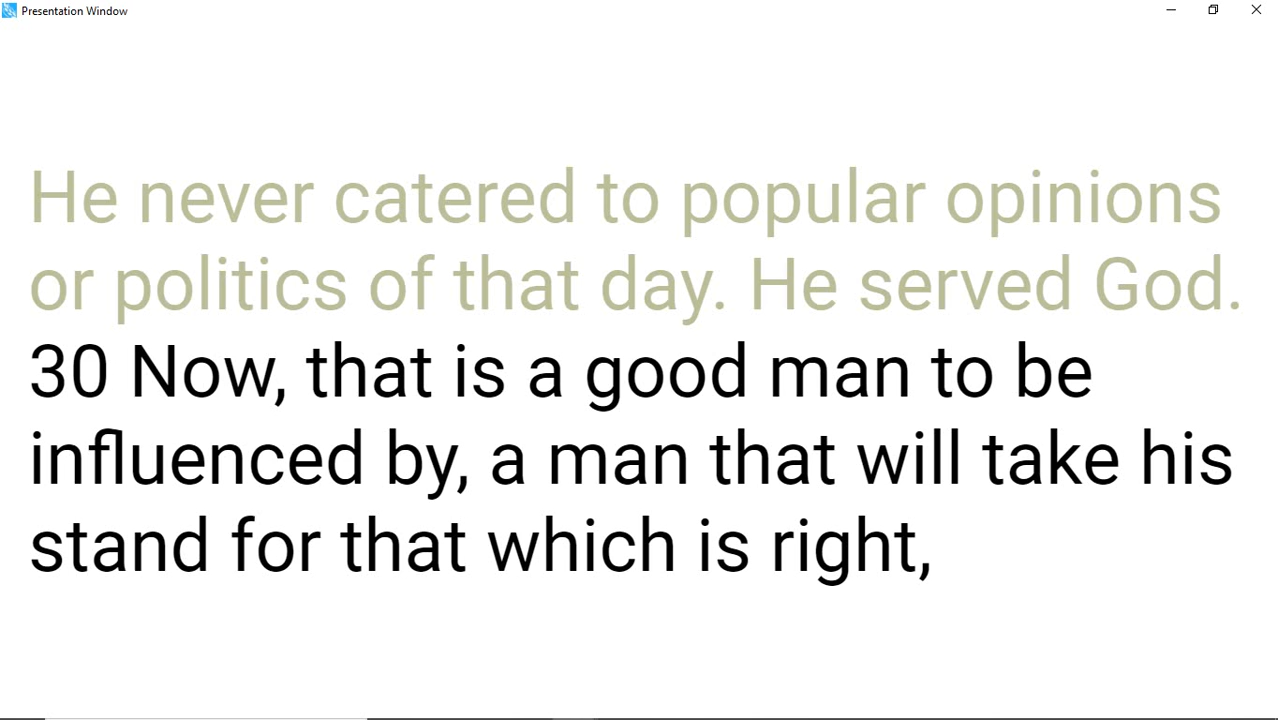 Presentation Window
He never catered to popular opinions
or politics of that day. He served God.
30 Now, that is a good man to be
influenced by, a man that will take his
stand for that which is right,